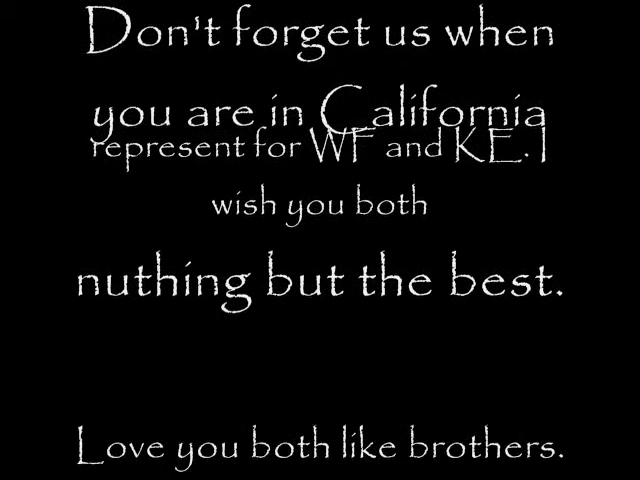 Don't forget us when
you are in California
represent for WF and KE. I
wish you both
nuthing but the best.
Love you both like brothers.